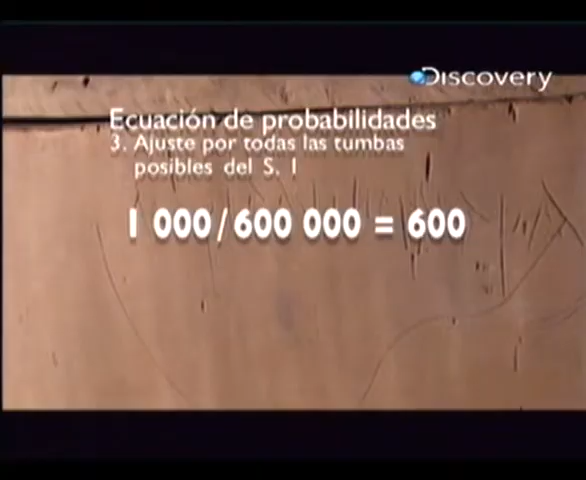 Discovery
Ecuación de probabilidades
3. Ajuste por todas las tumbas
posibles del S. I
1 000/600 000 = 600